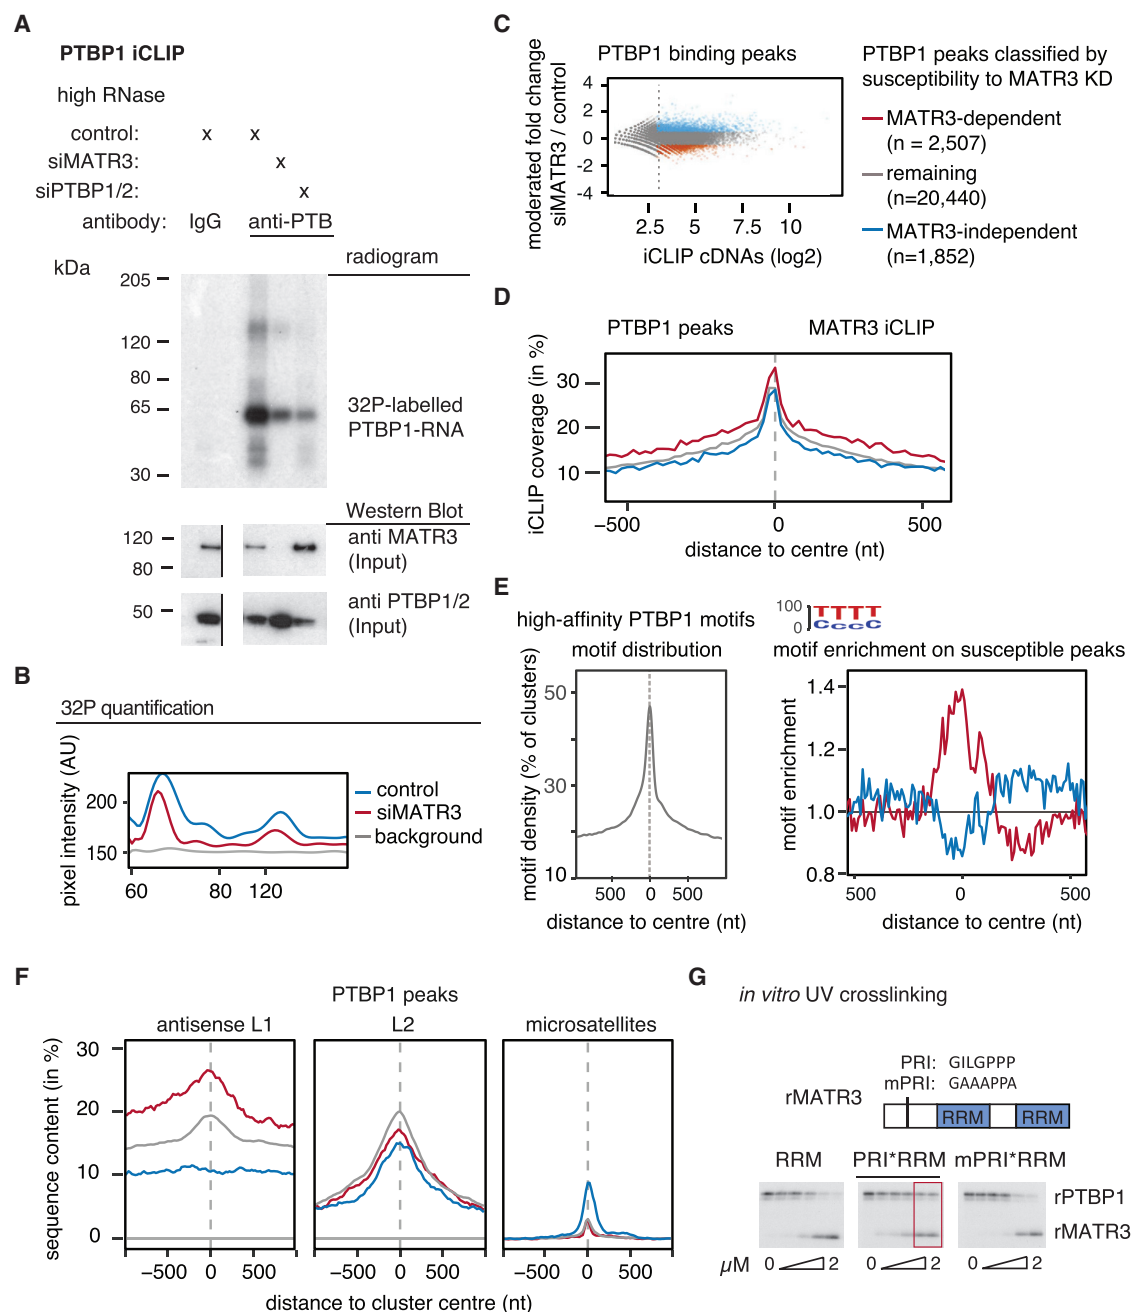 A
PTBP1 iCLIP
high RNase
control: x x
siMATR3: x
siPTBP1/2: x
antibody: IgG anti-PTB
kDa
radiogram
205
120
80
65
30
32P-labelled
PTBP1-RNA
Western Blot
120
80
anti MATR3
(Input)
50
anti PTBP1/2
(Input)
B
32P quantification
pixel intensity (AU)
200
150
60 80 120
control
siMATR3
background
C
PTBP1 binding peaks
moderated fold change
siMATR3 / control
4
2
0
-2
-4
2.5 5 7.5 10
iCLIP cDNAs (log2)
PTBP1 peaks classified by
susceptibility to MATR3 KD
MATR3-dependent
(n = 2,507)
remaining
(n=20,440)
MATR3-independent
(n=1,852)
D
PTBP1 peaks MATR3 iCLIP
iCLIP coverage (in %)
30
20
10
−500 0 500
distance to centre (nt)
E
high-affinity PTBP1 motifs
100
0
TTTT
CCCC
motif distribution
motif density (% of clusters)
50
30
10
500 0 500
distance to centre (nt)
motif enrichment on susceptible peaks
motif enrichment
1.4
1.2
1.0
0.8
500 0 500
distance to centre (nt)
F
PTBP1 peaks
antisense L1 L2 microsatellites
sequence content (in %)
30
20
10
0
−500 0 500 −500 0 500 −500 0 500
distance to cluster centre (nt)
G
in vitro UV crosslinking
PRI: GILGPPP
mPRI: GAAAPPA
rMATR3
RRM RRM
RRM PRI*RRM mPRI*RRM
rPTBP1
rMATR3
µM 0 2 0 2 0 2